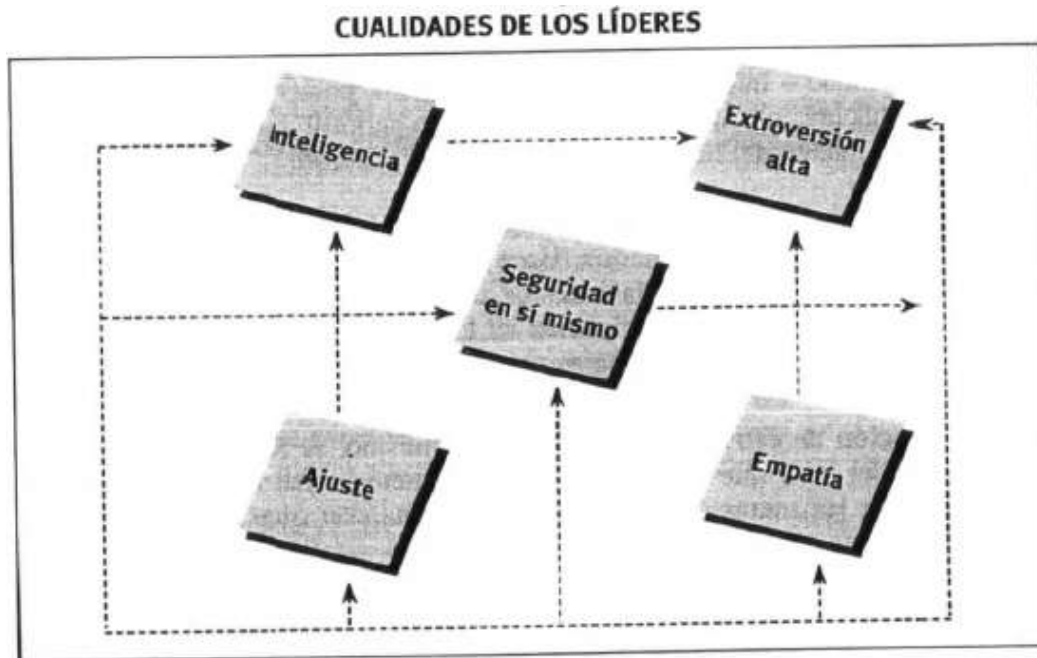 CUALIDADES DE LOS LÍDERES
Inteligencia
Extroversión
alta
Seguridad
en sí mismo
Ajuste
Empatía